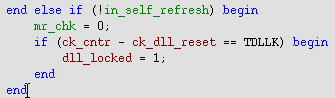 end else if (!in_self_refresh) begin
mr_chk = 0;
if (ck_cntr - ck_dll_reset == TDLLK) begin
dll_locked = 1;
end
end